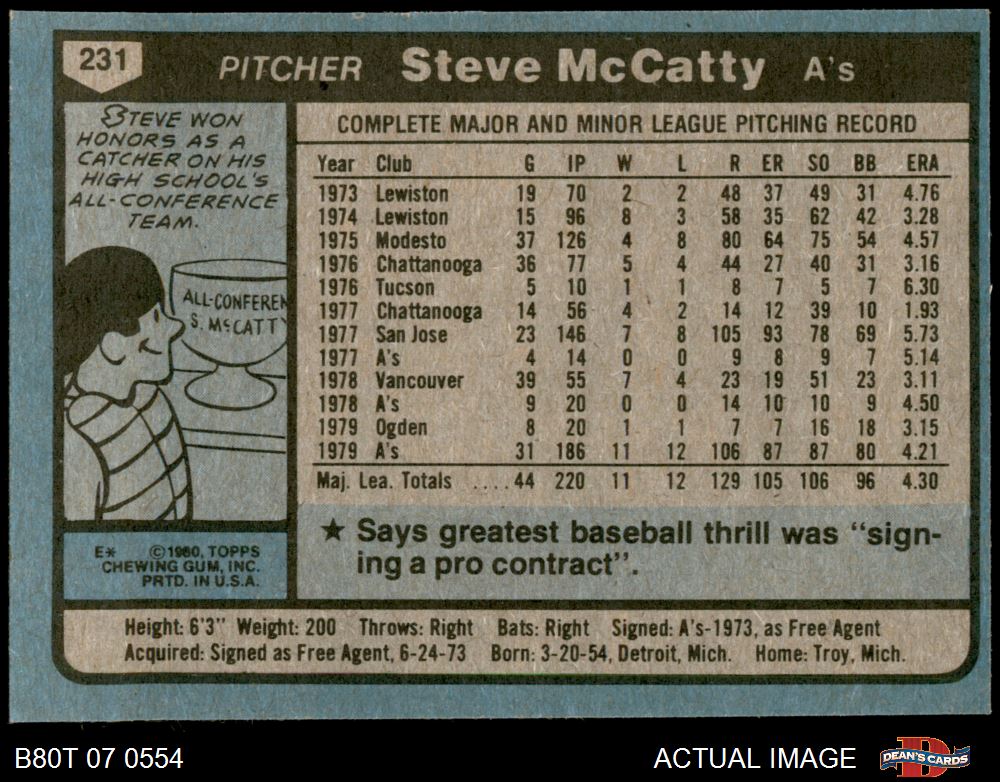 231
PITCHER Steve McCatty A's
STEVE WON
HONORS AS A
CATCHER ON HIS
HIGH SCHOOL'S
ALL-CONFERENCE
TEAM.
ALL-CONFEREN
S. McCATTY
E* ©1980, TOPPS
CHEWING GUM, INC.
PRTD. IN U.S.A.
COMPLETE MAJOR AND MINOR LEAGUE PITCHING RECORD
Year Club G IP W L R ER SO BB ERA
1973 Lewiston 19 70 2 2 48 37 49 31 4.76
1974 Lewiston 15 96 8 3 58 35 62 42 3.28
1975 Modesto 37 126 4 8 80 64 75 54 4.57
1976 Chattanooga 36 77 5 4 44 27 40 31 3.16
1976 Tucson 5 10 1 1 8 7 5 7 6.30
1977 Chattanooga 14 56 4 2 14 12 39 10 1.93
1977 San Jose 23 146 7 8 105 93 78 69 5.73
1977 A's 4 14 0 0 9 8 9 7 5.14
1978 Vancouver 39 55 7 4 23 19 51 23 3.11
1978 A's 9 20 0 0 14 10 10 9 4.50
1979 Ogden 8 20 1 1 7 7 16 18 3.15
1979 A's 31 186 11 12 106 87 87 80 4.21
Maj. Lea. Totals ....44 220 11 12 129 105 106 96 4.30
★ Says greatest baseball thrill was “sign-
ing a pro contract”.
Height: 6'3" Weight: 200 Throws: Right Bats: Right Signed: A's-1973, as Free Agent
Acquired: Signed as Free Agent, 6-24-73 Born: 3-20-54, Detroit, Mich. Home: Troy, Mich.
B80T 07 0554 ACTUAL IMAGE
DEAN'S CARDS